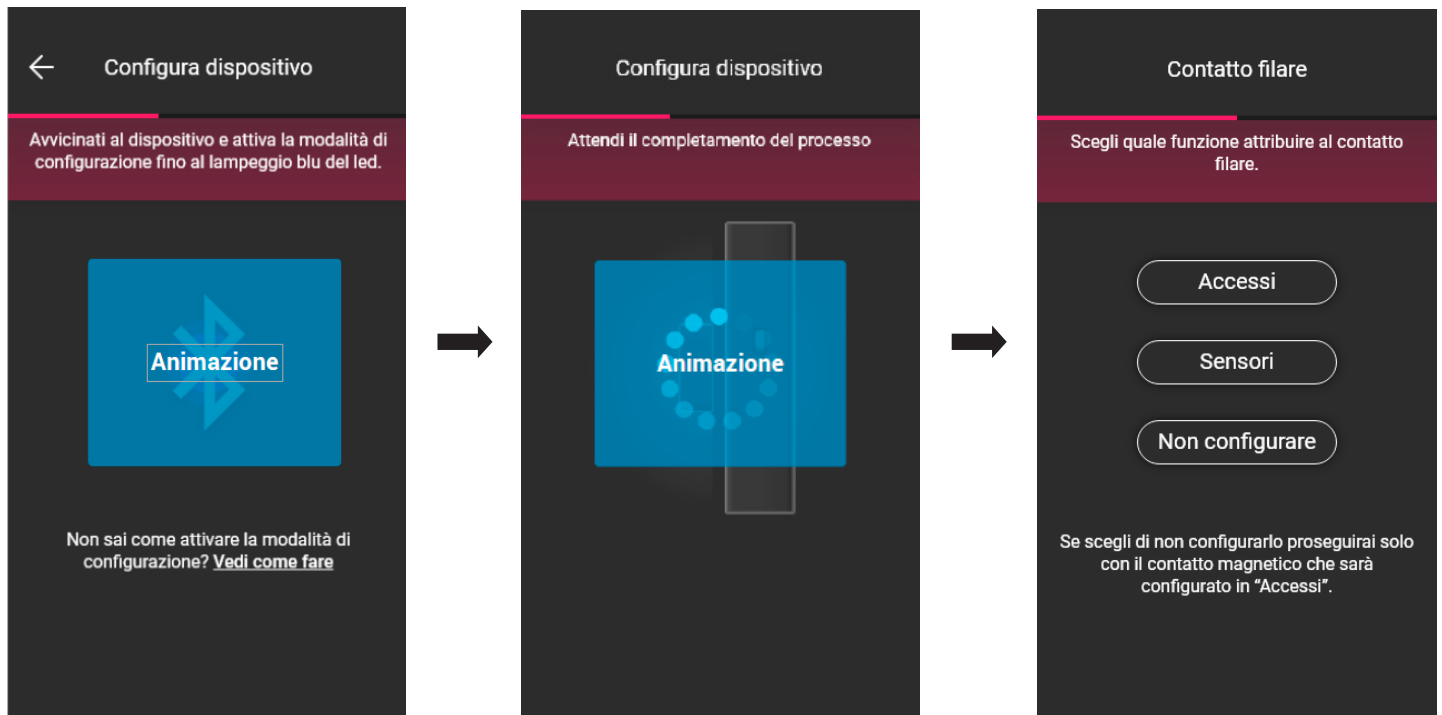 Configura dispositivo
Avvicinati al dispositivo e attiva la modalità di
configurazione fino al lampeggio blu del led.
Animazione
Non sai come attivare la modalità di
configurazione? Vedi come fare
Configura dispositivo
Attendi il completamento del processo
Animazione
Contatto filare
Scegli quale funzione attribuire al contatto
filare.
Accessi
Sensori
Non configurare
Se scegli di non configurarlo proseguirai solo
con il contatto magnetico che sarà
configurato in “Accessi”.